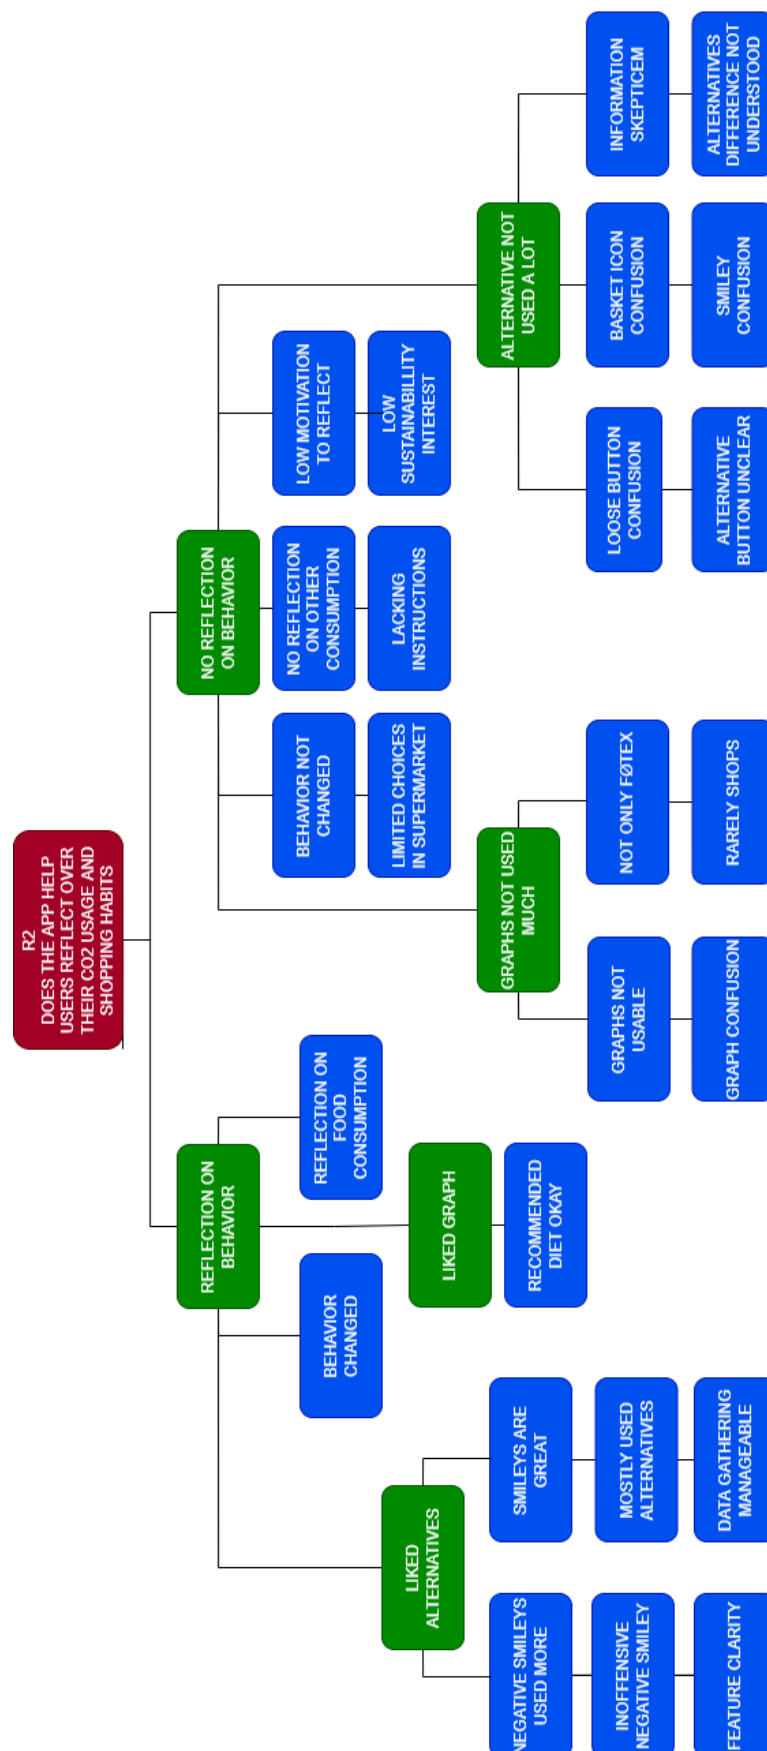 R2
DOES THE APP HELP
USERS REFLECT OVER
THEIR CO2 USAGE AND
SHOPPING HABITS
REFLECTION ON
BEHAVIOR
NO REFLECTION
ON BEHAVIOR
LIKED
ALTERNATIVES
BEHAVIOR
CHANGED
LIKED GRAPH
REFLECTION ON
FOOD
CONSUMPTION
NEGATIVE SMILEYS
USED MORE
SMILEYS ARE
GREAT
RECOMMENDED
DIET OKAY
INOFFENSIVE
NEGATIVE SMILEY
MOSTLY USED
ALTERNATIVES
FEATURE CLARITY
DATA GATHERING
MANAGEABLE
BEHAVIOR NOT
CHANGED
NO REFLECTION
ON OTHER
CONSUMPTION
LOW MOTIVATION
TO REFLECT
LIMITED CHOICES
IN SUPERMARKET
LACKING
INSTRUCTIONS
LOW
SUSTAINABILLITY
INTEREST
GRAPHS NOT USED
MUCH
ALTERNATIVE NOT
USED A LOT
GRAPHS NOT
USABLE
NOT ONLY FØTEX
LOOSE BUTTON
CONFUSION
BASKET ICON
CONFUSION
INFORMATION
SKEPTICEM
GRAPH CONFUSION
RARELY SHOPS
ALTERNATIVE
BUTTON UNCLEAR
SMILEY
CONFUSION
ALTERNATIVES
DIFFERENCE NOT
UNDERSTOOD